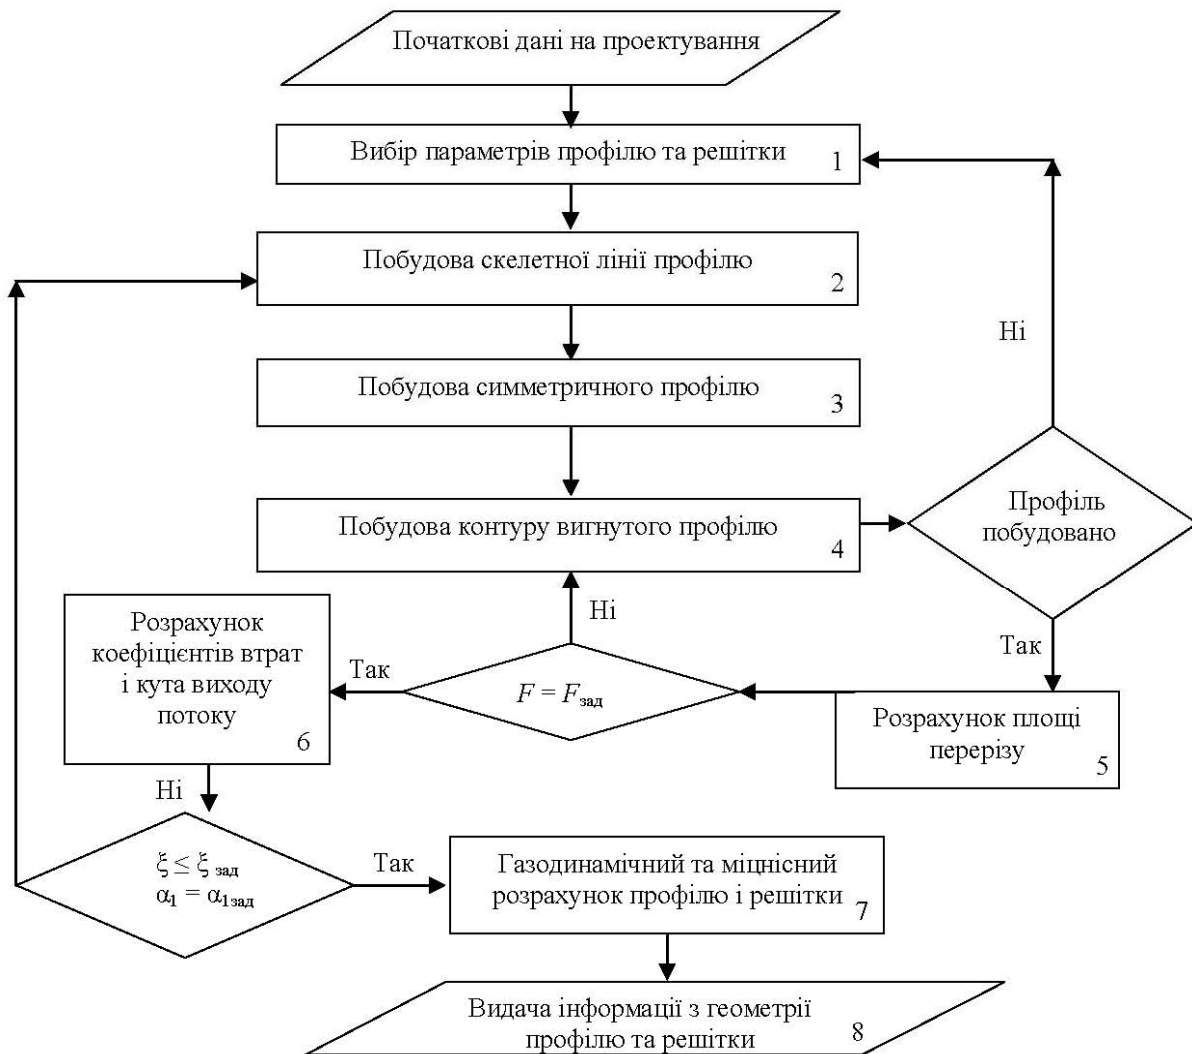 Початкові дані на проектування
Вибір параметрів профілю та решітки
1
Побудова скелетної лінії профілю
2
Ні
Побудова симметричного профілю
3
Побудова контуру вигнутого профілю
4
Профіль
побудовано
Ні
Так
Розрахунок
коефіцієнтів втрат
і кута виходу
потоку
6
Так
F = Fзад
Розрахунок площі
перерізу
5
Ні
ξ ≤ ξ зад
α1 = α1зад
Так
Газодинамічний та міцнісний
розрахунок профілю і решітки
7
Видача інформації з геометрії
профілю та решітки
8